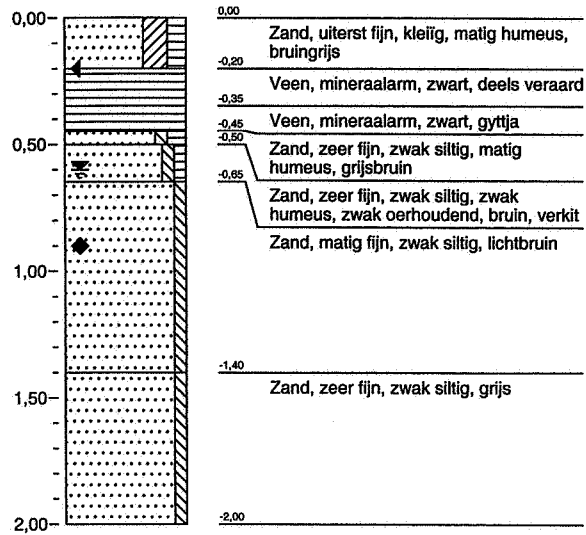 0,00
0,00
Zand, uiterst fijn, kleiïg, matig humeus,
bruingrijs
-0,20
Veen, mineraalarm, zwart, deels veraard
-0,35
Veen, mineraalarm, zwart, gyttja
-0,45
0,50
-0,50
Zand, zeer fijn, zwak siltig, matig
humeus, grijsbruin
-0,65
Zand, zeer fijn, zwak siltig, zwak
humeus, zwak oerhoudend, bruin, verkit
Zand, matig fijn, zwak siltig, lichtbruin
1,00
-1,40
Zand, zeer fijn, zwak siltig, grijs
1,50
2,00
-2,00